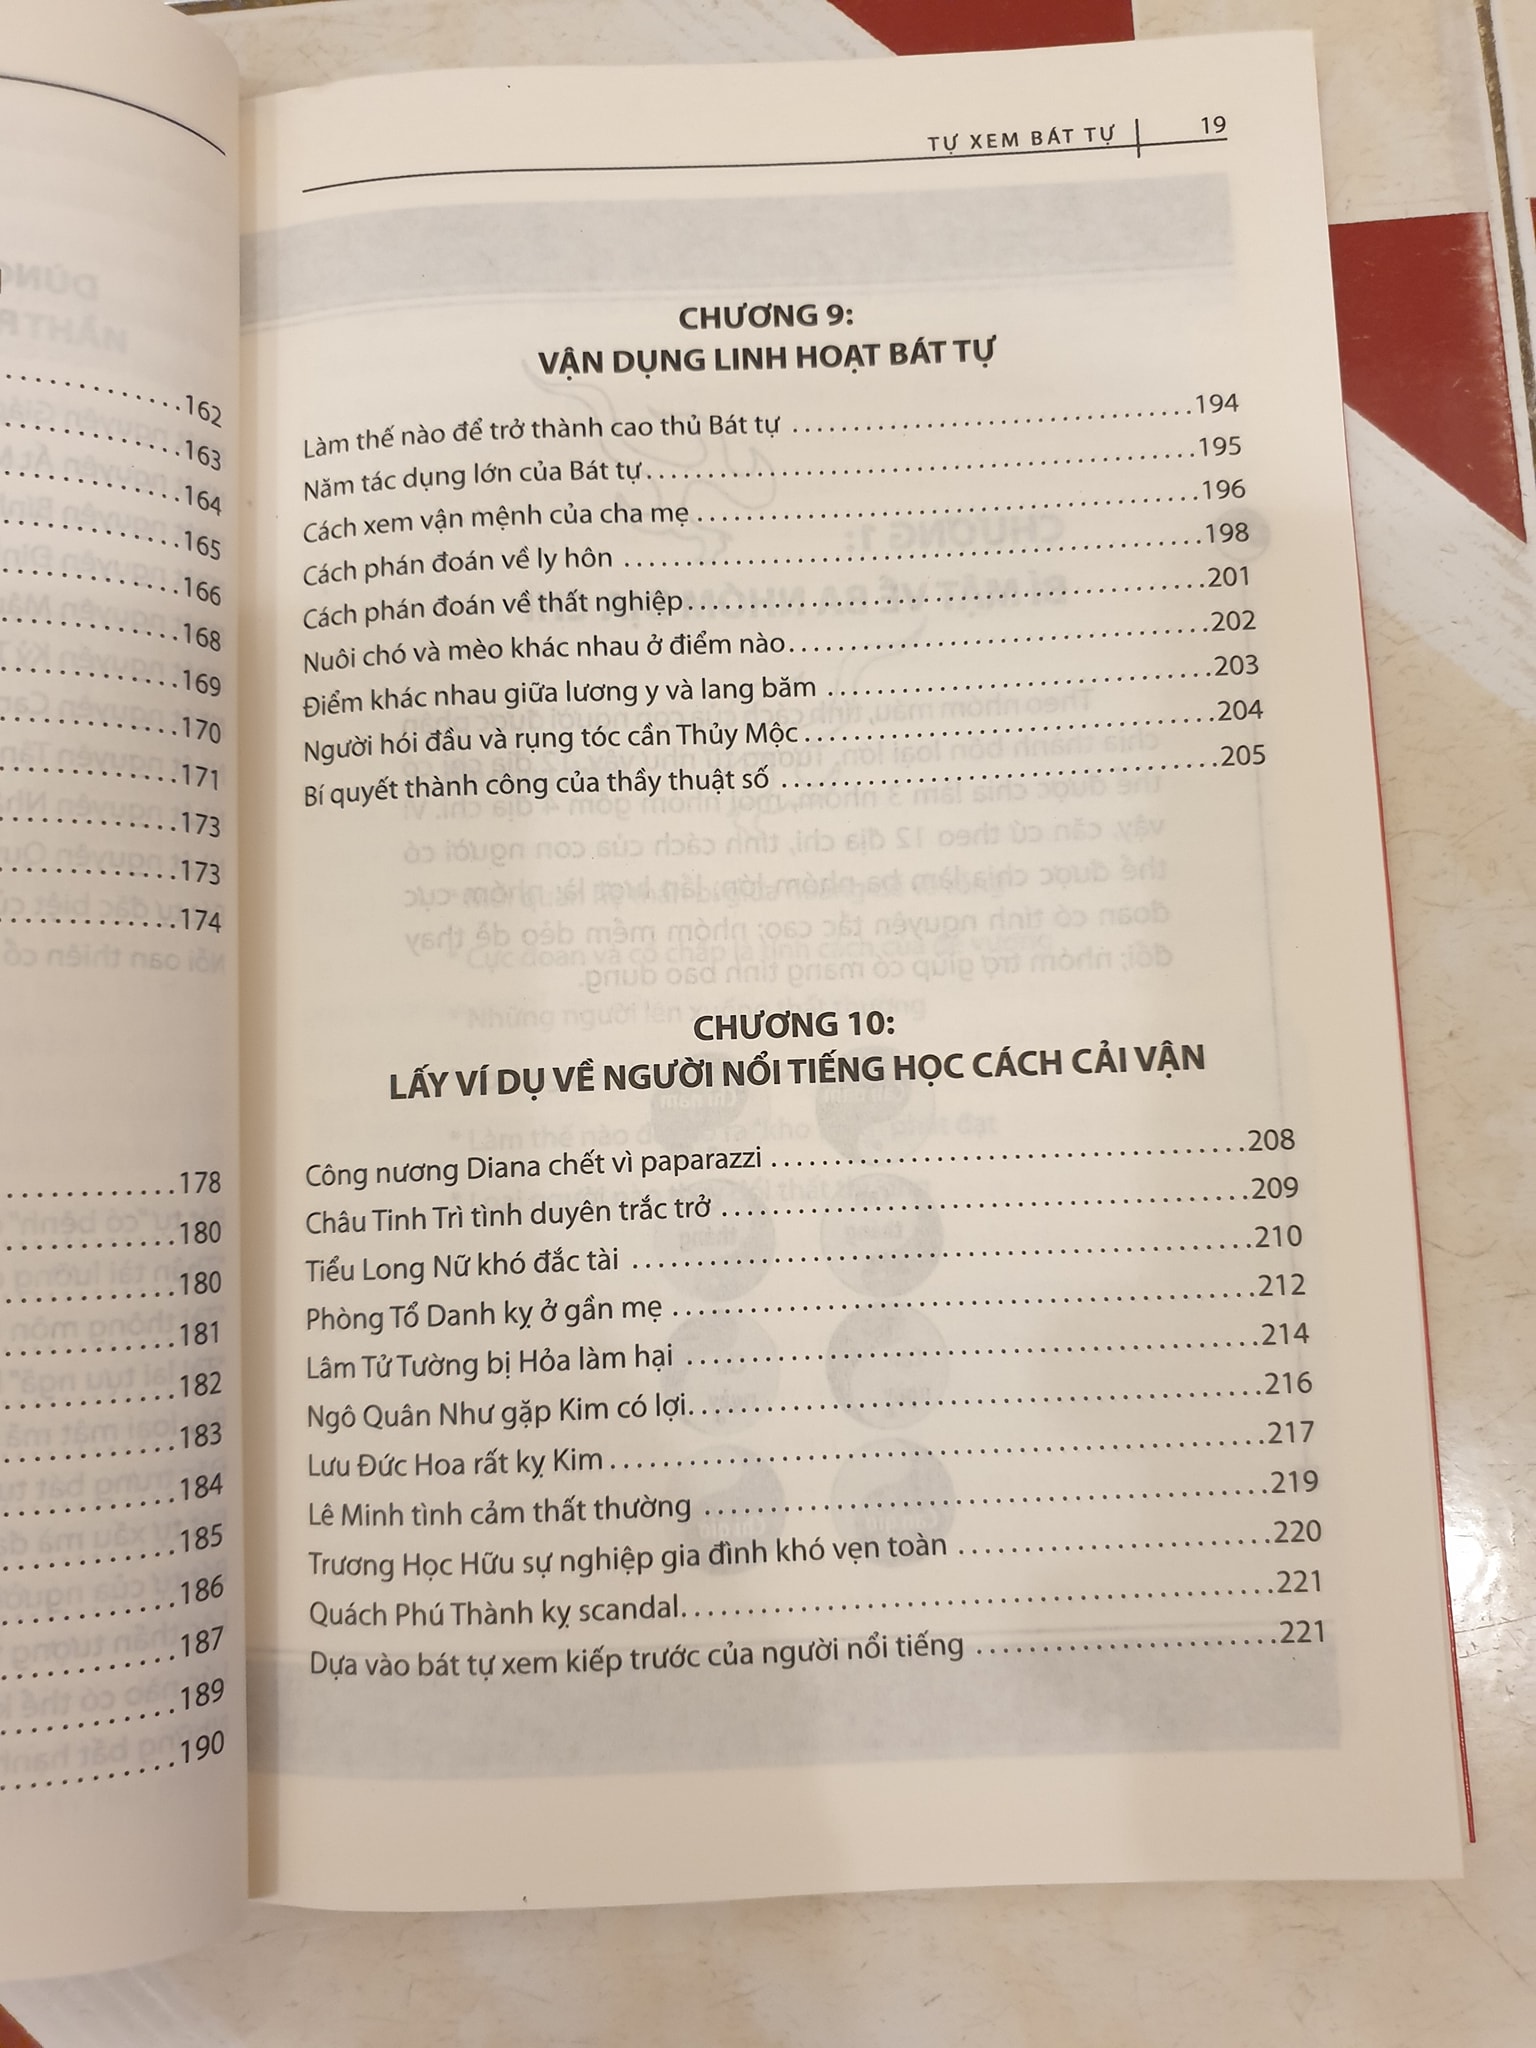 162
163
164
165
166
168
169
170
171
173
173
174
178
180
180
181
182
183
184
185
186
187
189
190
TỰ XEM BÁT TỰ 19
CHƯƠNG 9:
VẬN DỤNG LINH HOẠT BÁT TỰ
Làm thế nào để trở thành cao thủ Bát tự ........................................194
Năm tác dụng lớn của Bát tự........................................195
Cách xem vận mệnh của cha mẹ........................................196
Cách phán đoán về ly hôn ........................................198
Cách phán đoán về thất nghiệp........................................201
Nuôi chó và mèo khác nhau ở điểm nào........................................202
Điểm khác nhau giữa lương y và lang băm ........................................203
Người hói đầu và rụng tóc cần Thủy Mộc........................................204
Bí quyết thành công của thầy thuật số ........................................205
CHƯƠNG 10:
LẤY VÍ DỤ VỀ NGƯỜI NỔI TIẾNG HỌC CÁCH CẢI VẬN
Công nương Diana chết vì paparazzi ........................................208
Châu Tinh Trì tình duyên trắc trở ........................................209
Tiểu Long Nữ khó đắc tài ........................................210
Phòng Tổ Danh kỵ ở gần mẹ ........................................212
Lâm Tử Tường bị Hỏa làm hại ........................................214
Ngô Quân Như gặp Kim có lợi........................................216
Lưu Đức Hoa rất kỵ Kim........................................217
Lê Minh tình cảm thất thường ........................................219
Trương Học Hữu sự nghiệp gia đình khó vẹn toàn ........................................220
Quách Phú Thành kỵ scandal........................................221
Dựa vào bát tự xem kiếp trước của người nổi tiếng ........................................221